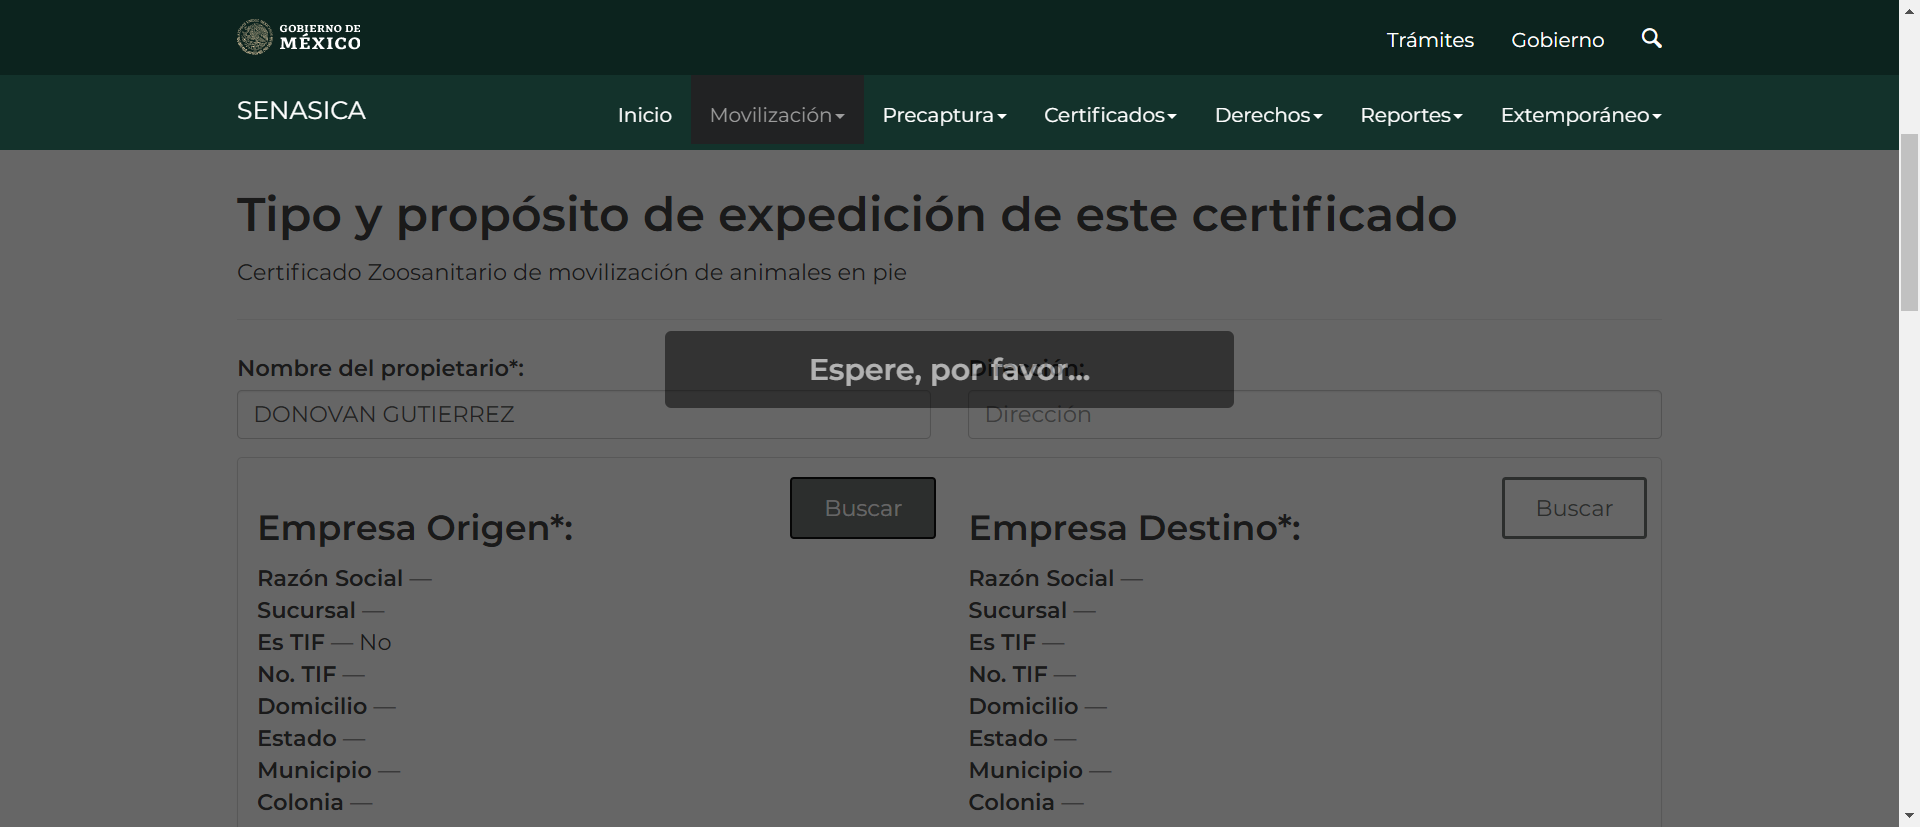 GOBIERNO DE
MÉXICO
Trámites Gobierno
SENASICA
Inicio Movilización Precaptura Certificados Derechos Reportes Extemporáneo
Tipo y propósito de expedición de este certificado
Certificado Zoosanitario de movilización de animales en pie
Espere, por favor...
Nombre del propietario*: Dirección:
DONOVAN GUTIERREZ Dirección
Buscar Buscar
Empresa Origen*: Empresa Destino*:
Razón Social — Razón Social —
Sucursal — Sucursal —
Es TIF — No Es TIF —
No. TIF — No. TIF —
Domicilio — Domicilio —
Estado — Estado —
Municipio — Municipio —
Colonia — Colonia —